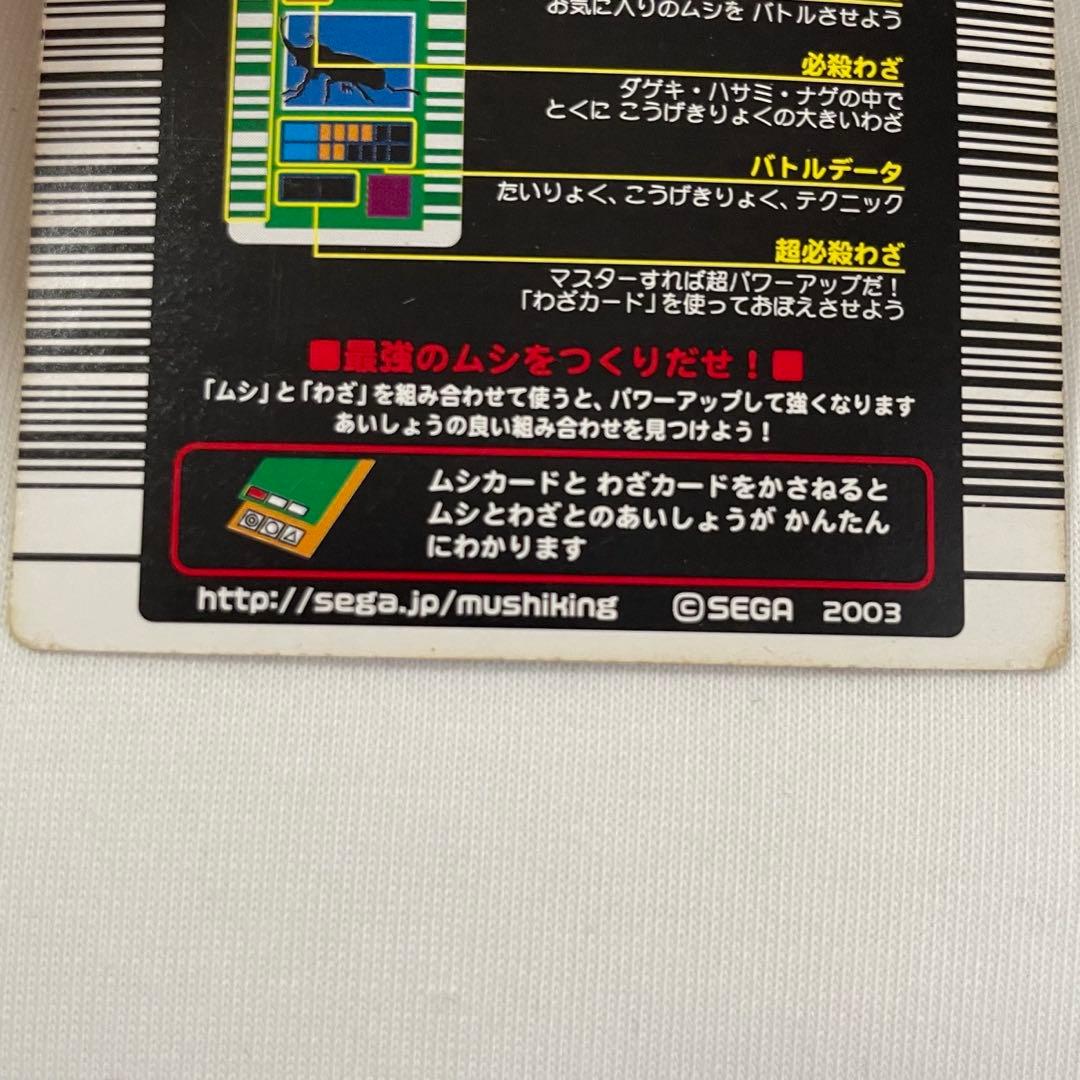 お気に入りのムシを バトルさせよう
必殺わざ
ダゲキ・ハサミ・ナゲの中で
とくに こうげきりょくの大きいわざ
バトルデータ
たいりょく、こうげきりょく、テクニック
超必殺わざ
マスターすれば超パワーアップだ！
「わざカード」を使っておぼえさせよう
■最強のムシをつくりだせ！■
「ムシ」と「わざ」を組み合わせて使うと、パワーアップして強くなります
あいしょうの良い組み合わせを見つけよう！
ムシカードと わざカードをかさねると
ムシとわざとのあいしょうが かんたん
にわかります
http://sega.jp/mushiking ©SEGA 2003